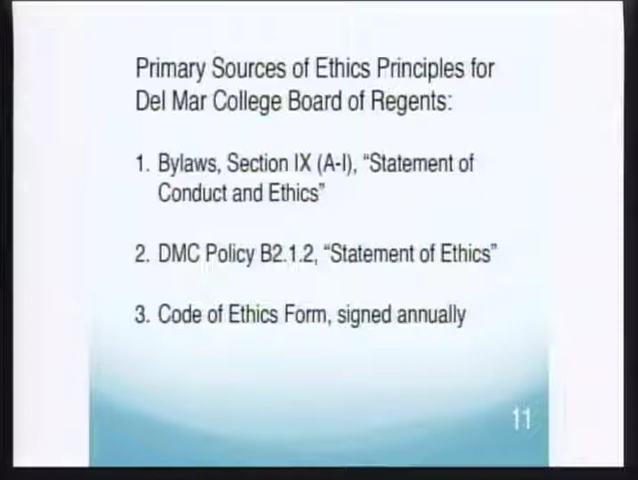 Primary Sources of Ethics Principles for
Del Mar College Board of Regents:
1. Bylaws, Section IX (A-I), “Statement of
Conduct and Ethics”
2. DMC Policy B2.1.2, “Statement of Ethics”
3. Code of Ethics Form, signed annually
11